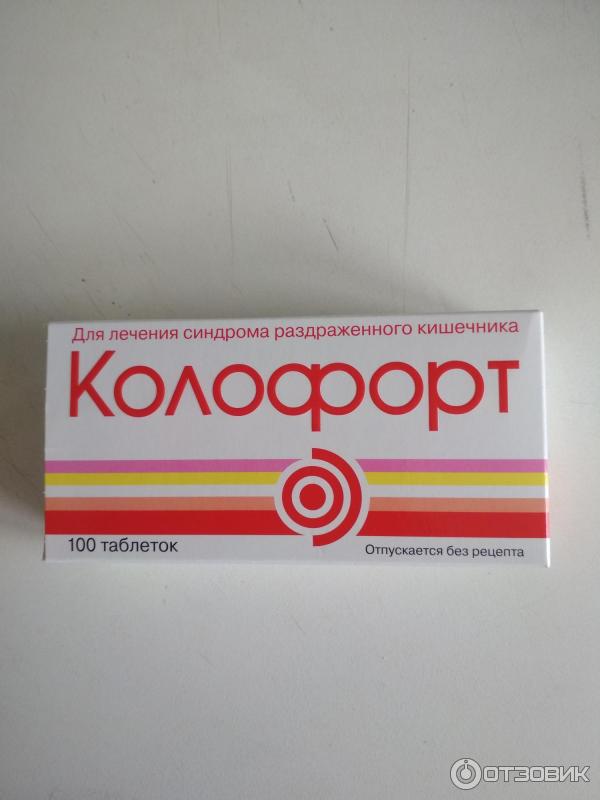 Для лечения синдрома раздраженного кишечника
Колофорт
100 таблеток
Отпускается без рецепта
ОТЗОВИК